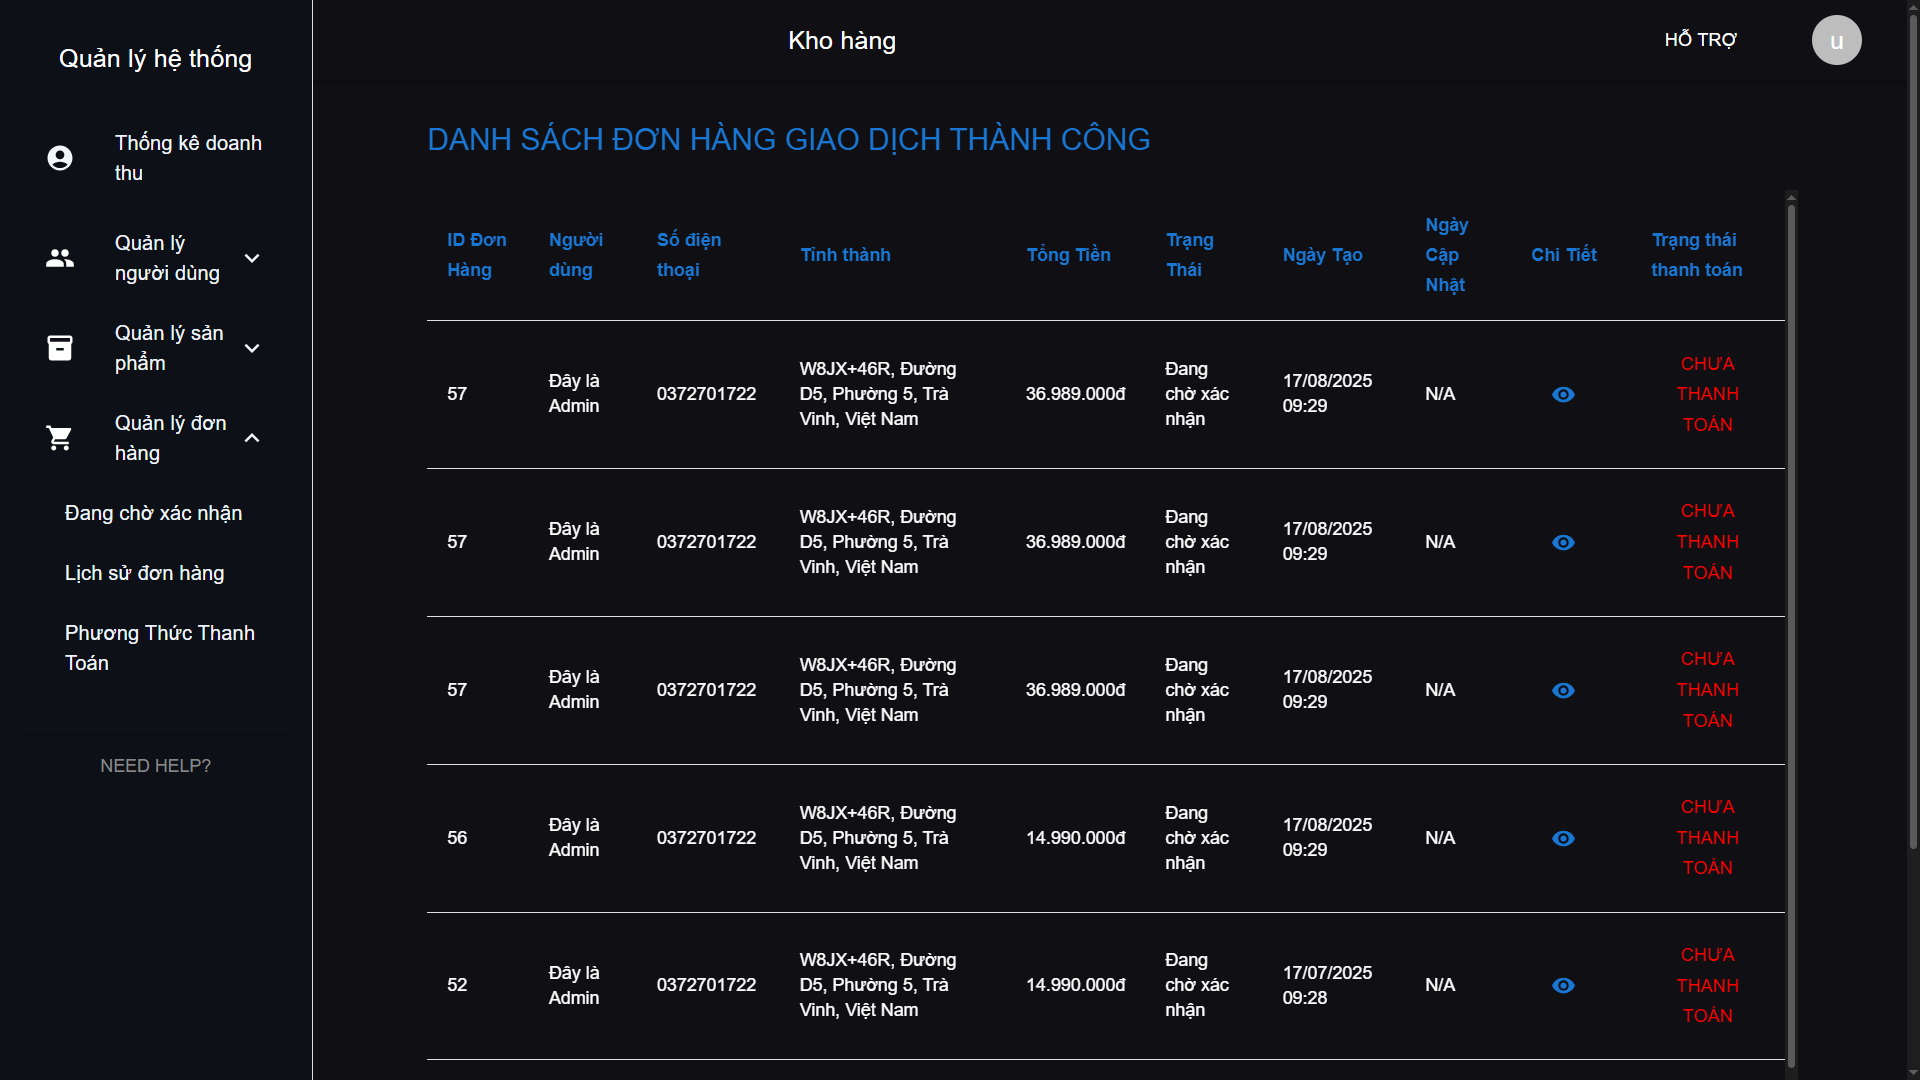 Quản lý hệ thống
Thống kê doanh
thu
Quản lý
người dùng
Quản lý sản
phẩm
Quản lý đơn
hàng
Đang chờ xác nhận
Lịch sử đơn hàng
Phương Thức Thanh
Toán
NEED HELP?
Kho hàng
HỖ TRỢ
u
DANH SÁCH ĐƠN HÀNG GIAO DỊCH THÀNH CÔNG
ID Đơn
Hàng
Người
dùng
Số điện
thoại
Tỉnh thành
Tổng Tiền
Trạng
Thái
Ngày Tạo
Ngày
Cập
Nhật
Chi Tiết
Trạng thái
thanh toán
57
Đây là
Admin
0372701722
W8JX+46R, Đường
D5, Phường 5, Trà
Vinh, Việt Nam
36.989.000đ
Đang
chờ xác
nhận
17/08/2025
09:29
N/A
CHƯA
THANH
TOÁN
57
Đây là
Admin
0372701722
W8JX+46R, Đường
D5, Phường 5, Trà
Vinh, Việt Nam
36.989.000đ
Đang
chờ xác
nhận
17/08/2025
09:29
N/A
CHƯA
THANH
TOÁN
57
Đây là
Admin
0372701722
W8JX+46R, Đường
D5, Phường 5, Trà
Vinh, Việt Nam
36.989.000đ
Đang
chờ xác
nhận
17/08/2025
09:29
N/A
CHƯA
THANH
TOÁN
56
Đây là
Admin
0372701722
W8JX+46R, Đường
D5, Phường 5, Trà
Vinh, Việt Nam
14.990.000đ
Đang
chờ xác
nhận
17/08/2025
09:29
N/A
CHƯA
THANH
TOÁN
52
Đây là
Admin
0372701722
W8JX+46R, Đường
D5, Phường 5, Trà
Vinh, Việt Nam
14.990.000đ
Đang
chờ xác
nhận
17/07/2025
09:28
N/A
CHƯA
THANH
TOÁN